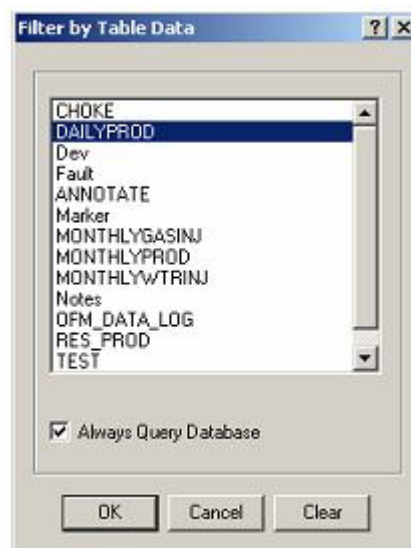 Filter by Table Data
CHOKE
DAILYPROD
Dev
Fault
ANNOTATE
Marker
MONTHLYGASINJ
MONTHLYPROD
MONTHLYWTRINJ
Notes
OFM_DATA_LOG
RES_PROD
TEST
Always Query Database
OK Cancel Clear